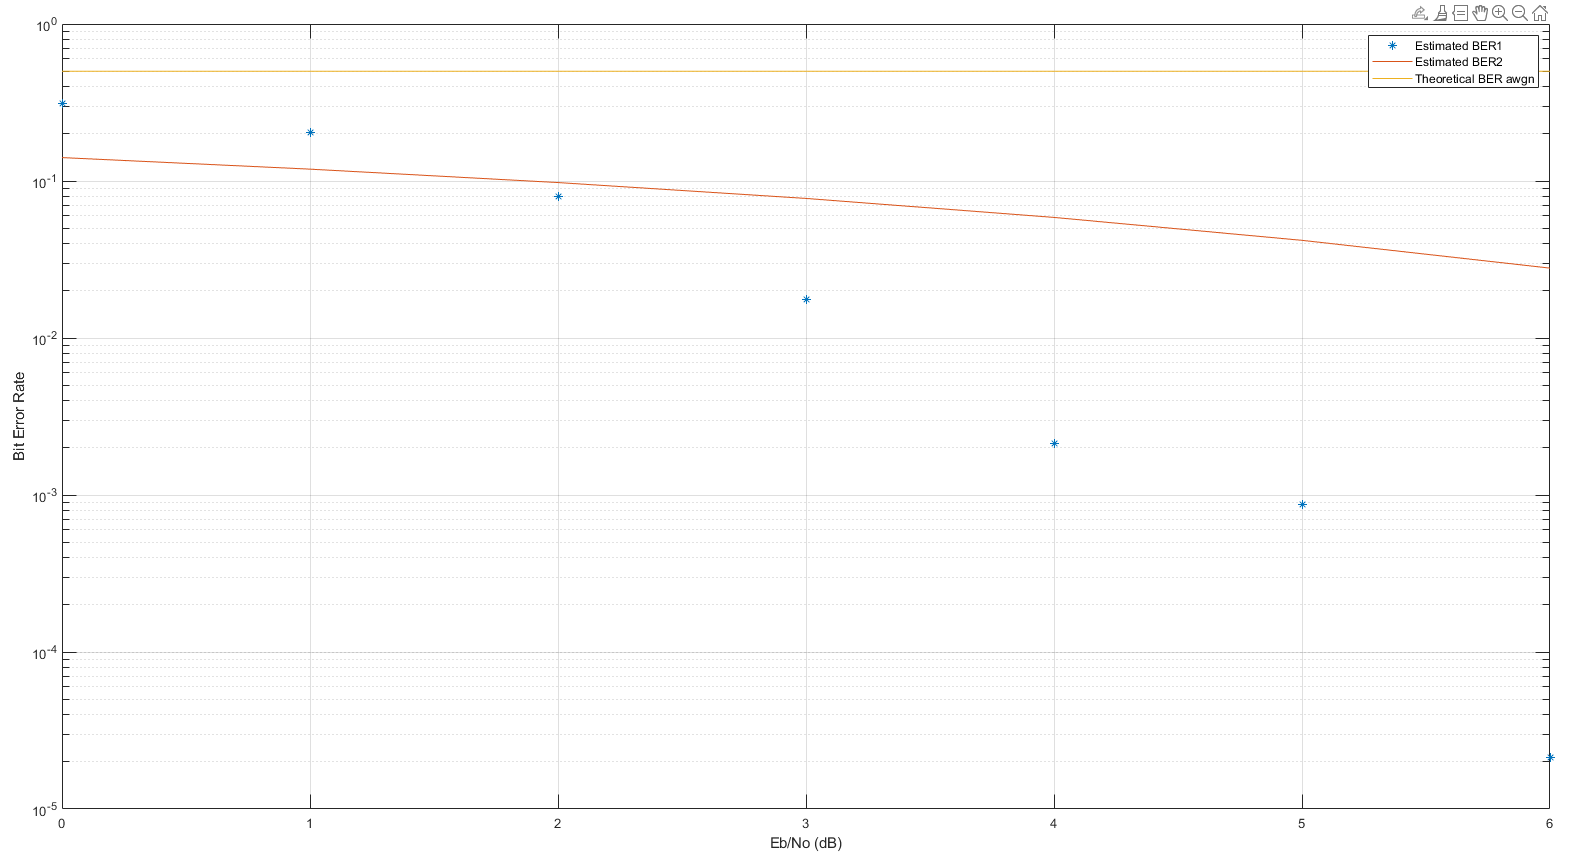 Estimated BER1
Estimated BER2
Theoretical BER awgn
10^0
10^-1
10^-2
10^-3
10^-4
10^-5
Bit Error Rate
0 1 2 3 4 5 6
Eb/No (dB)